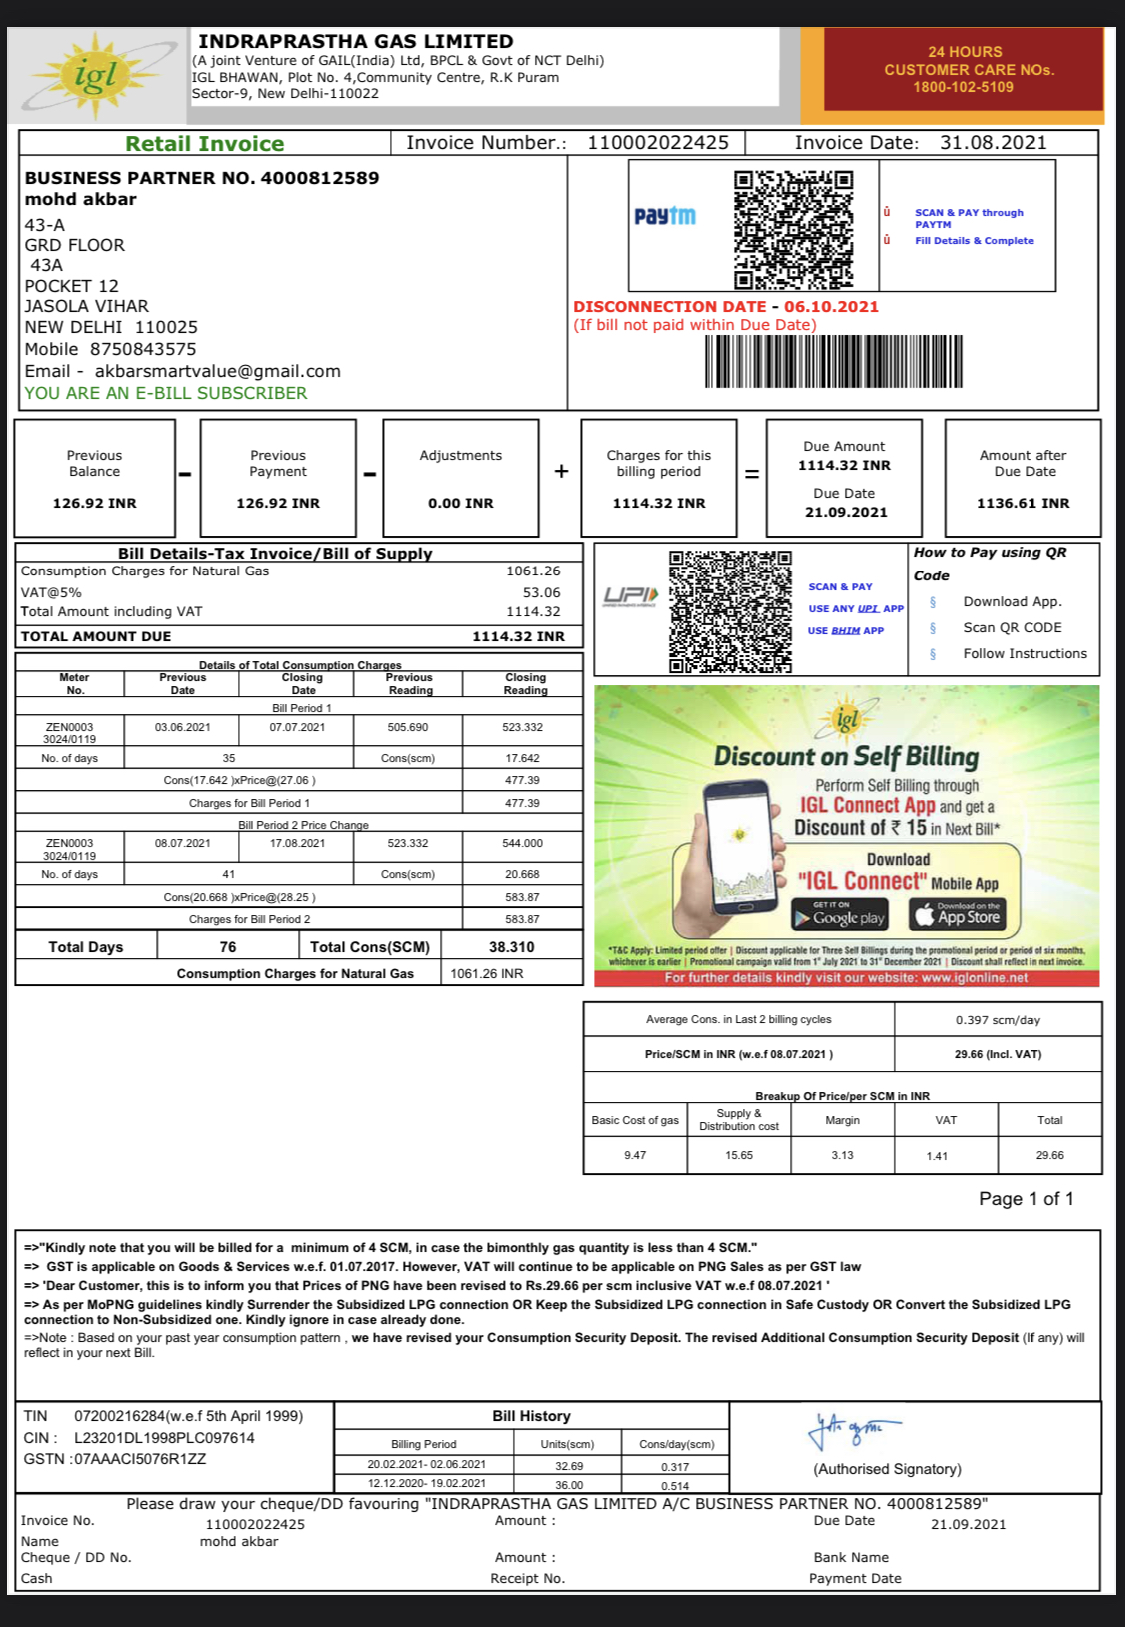 igl
INDRAPRASTHA GAS LIMITED
(A joint Venture of GAIL(India) Ltd, BPCL & Govt of NCT Delhi)
IGL BHAWAN, Plot No. 4,Community Centre, R.K Puram
Sector-9, New Delhi-110022
24 HOURS
CUSTOMER CARE NOs.
1800-102-5109
Retail Invoice
Invoice Number.: 110002022425
Invoice Date: 31.08.2021
BUSINESS PARTNER NO. 4000812589
mohd akbar
43-A
GRD FLOOR
43A
POCKET 12
JASOLA VIHAR
NEW DELHI 110025
Mobile 8750843575
Email - akbarsmartvalue@gmail.com
YOU ARE AN E-BILL SUBSCRIBER
paytm
û SCAN & PAY through
PAYTM
û Fill Details & Complete
DISCONNECTION DATE - 06.10.2021
(If bill not paid within Due Date)
Previous
Balance
126.92 INR
-
Previous
Payment
126.92 INR
-
Adjustments
0.00 INR
+
Charges for this
billing period
1114.32 INR
=
Due Amount
1114.32 INR
Due Date
21.09.2021
Amount after
Due Date
1136.61 INR
Bill Details-Tax Invoice/Bill of Supply
Consumption Charges for Natural Gas 1061.26
VAT@5% 53.06
Total Amount including VAT 1114.32
TOTAL AMOUNT DUE 1114.32 INR
UPI
SCAN & PAY
USE ANY UPI APP
USE BHIM APP
How to Pay using QR
Code
§ Download App.
§ Scan QR CODE
§ Follow Instructions
Details of Total Consumption Charges
Meter No. Previous Date Closing Date Previous Reading Closing Reading
Bill Period 1
ZEN0003 03.06.2021 07.07.2021 505.690 523.332
3024/0119
No. of days 35 Cons(scm) 17.642
Cons(17.642 )xPrice@(27.06 ) 477.39
Charges for Bill Period 1 477.39
Bill Period 2 Price Change
ZEN0003 08.07.2021 17.08.2021 523.332 544.000
3024/0119
No. of days 41 Cons(scm) 20.668
Cons(20.668 )xPrice@(28.25 ) 583.87
Charges for Bill Period 2 583.87
Total Days 76 Total Cons(SCM) 38.310
Consumption Charges for Natural Gas 1061.26 INR
igl
Discount on Self Billing
Perform Self Billing through
IGL Connect App and get a
Discount of ₹ 15 in Next Bill*
Download
"IGL Connect" Mobile App
GET IT ON
Google play
Download on the
App Store
*T&C Apply: Limited period offer | Discount applicable for Three Self Billings during the promotional period or period of six months,
whichever is earlier | Promotional campaign valid from 1st July 2021 to 31st December 2021 | Discount shall reflect in next invoice.
For further details kindly visit our website: www.iglonline.net
Average Cons. in Last 2 billing cycles 0.397 scm/day
Price/SCM in INR (w.e.f 08.07.2021 ) 29.66 (Incl. VAT)
Breakup Of Price/per SCM in INR
Basic Cost of gas Supply & Distribution cost Margin VAT Total
9.47 15.65 3.13 1.41 29.66
Page 1 of 1
=>"Kindly note that you will be billed for a minimum of 4 SCM, in case the bimonthly gas quantity is less than 4 SCM."
=> GST is applicable on Goods & Services w.e.f. 01.07.2017. However, VAT will continue to be applicable on PNG Sales as per GST law
=> 'Dear Customer, this is to inform you that Prices of PNG have been revised to Rs.29.66 per scm inclusive VAT w.e.f 08.07.2021 '
=> As per MoPNG guidelines kindly Surrender the Subsidized LPG connection OR Keep the Subsidized LPG connection in Safe Custody OR Convert the Subsidized LPG
connection to Non-Subsidized one. Kindly ignore in case already done.
=>Note : Based on your past year consumption pattern , we have revised your Consumption Security Deposit. The revised Additional Consumption Security Deposit (If any) will
reflect in your next Bill.
TIN 07200216284(w.e.f 5th April 1999)
CIN : L23201DL1998PLC097614
GSTN :07AAACI5076R1ZZ
Bill History
Billing Period Units(scm) Cons/day(scm)
20.02.2021- 02.06.2021 32.69 0.317
12.12.2020- 19.02.2021 36.00 0.514
(Authorised Signatory)
Please draw your cheque/DD favouring "INDRAPRASTHA GAS LIMITED A/C BUSINESS PARTNER NO. 4000812589"
Invoice No. 110002022425 Amount : Due Date 21.09.2021
Name mohd akbar
Cheque / DD No. Amount : Bank Name
Cash Receipt No. Payment Date